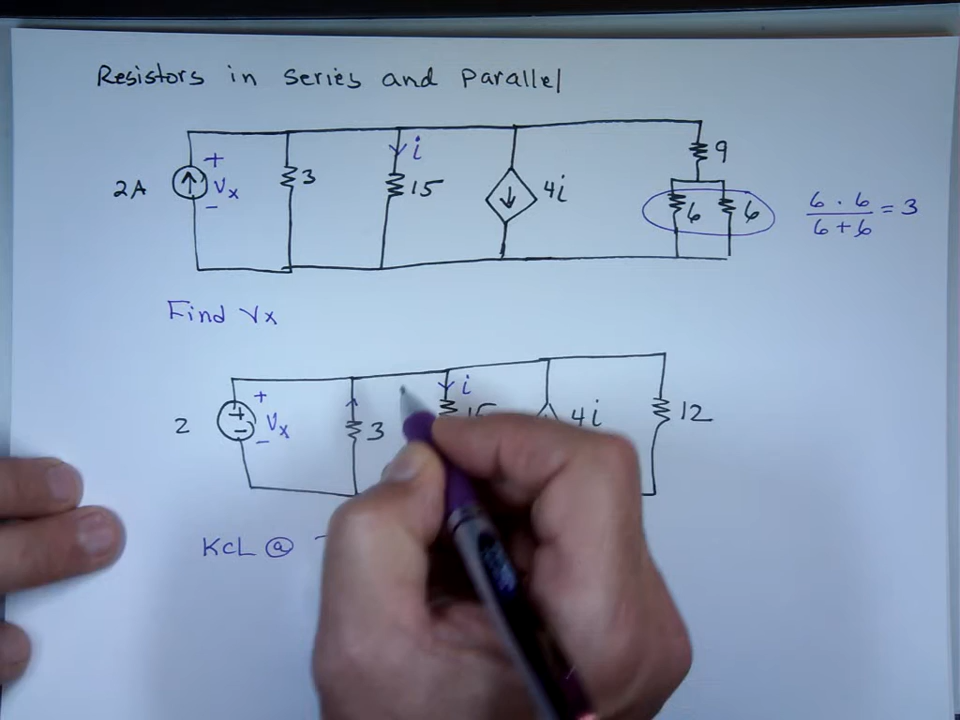 Resistors in Series and Parallel
+ i 9
2A Vx 3 15 4i 6 6 6 · 6 / 6 + 6 = 3
-
Find Vx
+ i
2 + - Vx 3 15 4i 12
-
KCL @